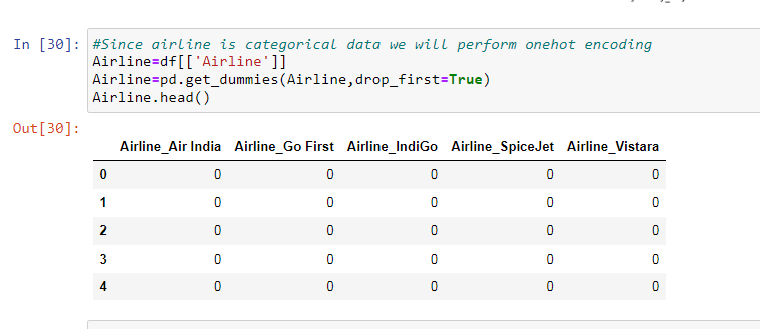 In [30]: #Since airline is categorical data we will perform onehot encoding
Airline=df[['Airline']]
Airline=pd.get_dummies(Airline,drop_first=True)
Airline.head()
Out[30]:
Airline_Air India Airline_Go First Airline_IndiGo Airline_SpiceJet Airline_Vistara
0 0 0 0 0 0
1 0 0 0 0 0
2 0 0 0 0 0
3 0 0 0 0 0
4 0 0 0 0 0